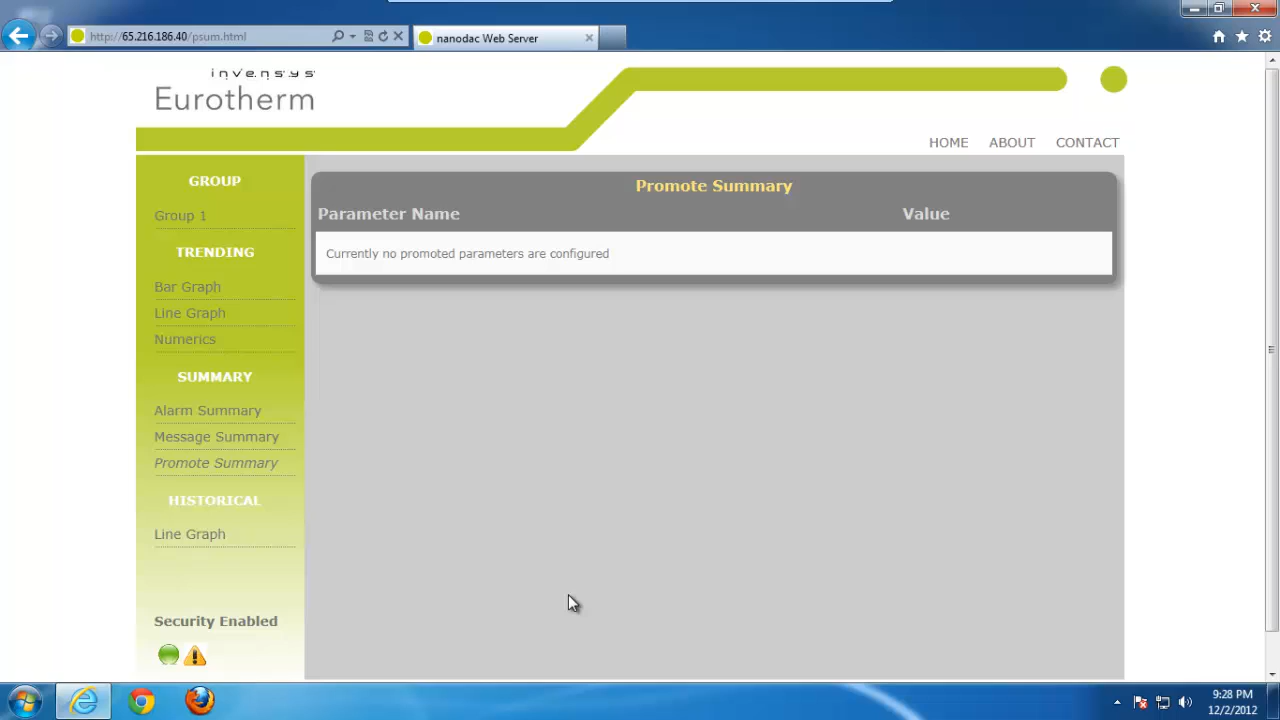 http://65.216.186.40/psum.html
nanodac Web Server
invensys
Eurotherm
HOME ABOUT CONTACT
GROUP
Group 1
TRENDING
Bar Graph
Line Graph
Numerics
SUMMARY
Alarm Summary
Message Summary
Promote Summary
HISTORICAL
Line Graph
Security Enabled
Promote Summary
Parameter Name Value
Currently no promoted parameters are configured
9:28 PM
12/2/2012